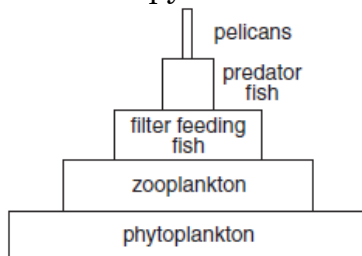 pelicans
predator
fish
filter feeding
fish
zooplankton
phytoplankton